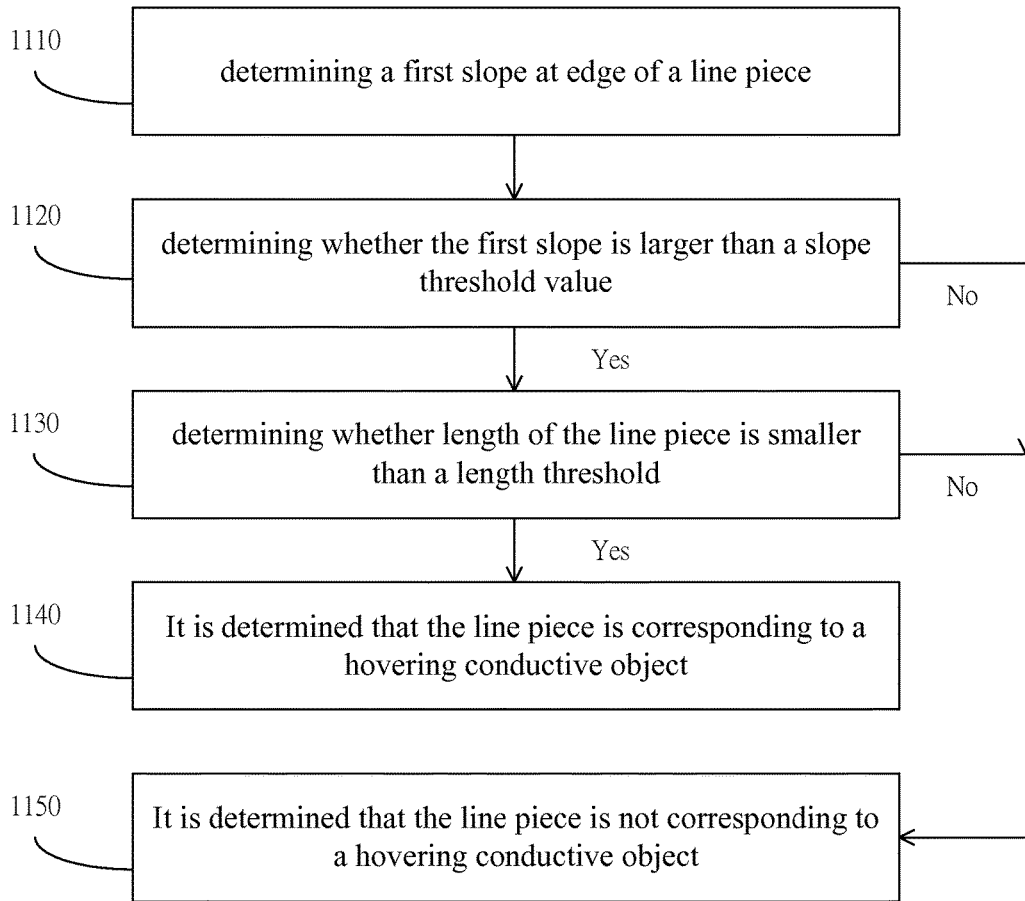 1110
determining a first slope at edge of a line piece
1120
determining whether the first slope is larger than a slope
threshold value
No
Yes
1130
determining whether length of the line piece is smaller
than a length threshold
No
Yes
1140
It is determined that the line piece is corresponding to a
hovering conductive object
1150
It is determined that the line piece is not corresponding to
a hovering conductive object